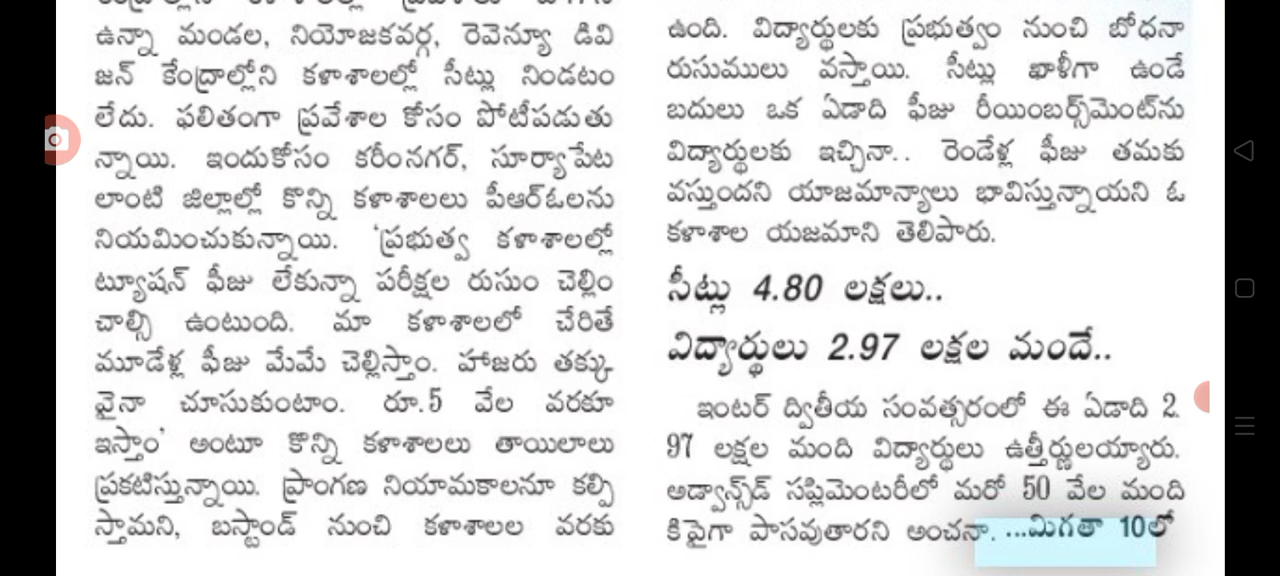 ఉన్నా మండల, నియోజకవర్గ, రెవెన్యూ డివి
జన్ కేంద్రాల్లోని కళాశాలల్లో సీట్లు నిండటం
లేదు. ఫలితంగా ప్రవేశాల కోసం పోటీపడుతు
న్నాయి. ఇందుకోసం కరీంనగర్, సూర్యాపేట
లాంటి జిల్లాల్లో కొన్ని కళాశాలలు పీఆర్ఓలను
నియమించుకున్నాయి. 'ప్రభుత్వ కళాశాలల్లో
ట్యూషన్ ఫీజు లేకున్నా పరీక్షల రుసుం చెల్లిం
చాల్సి ఉంటుంది. మా కళాశాలలో చేరితే
మూడేళ్ల ఫీజు మేమే చెల్లిస్తాం. హాజరు తక్కు
వైనా చూసుకుంటాం. రూ.5 వేల వరకూ
ఇస్తాం' అంటూ కొన్ని కళాశాలలు తాయిలాలు
ప్రకటిస్తున్నాయి. ప్రాంగణ నియామకాలనూ కల్పి
స్తామని, బస్టాండ్ నుంచి కళాశాలల వరకు
ఉంది. విద్యార్థులకు ప్రభుత్వం నుంచి బోధనా
రుసుములు వస్తాయి. సీట్లు ఖాళీగా ఉండే
బదులు ఒక ఏడాది ఫీజు రీయింబర్స్‌మెంట్‌ను
విద్యార్థులకు ఇచ్చినా.. రెండేళ్ల ఫీజు తమకు
వస్తుందని యాజమాన్యాలు భావిస్తున్నాయని ఓ
కళాశాల యజమాని తెలిపారు.
సీట్లు 4.80 లక్షలు..
విద్యార్థులు 2.97 లక్షల మందే..
ఇంటర్ ద్వితీయ సంవత్సరంలో ఈ ఏడాది 2.
97 లక్షల మంది విద్యార్థులు ఉత్తీర్ణులయ్యారు.
అడ్వాన్స్‌డ్ సప్లిమెంటరీలో మరో 50 వేల మంది
కిపైగా పాసవుతారని అంచనా. ...మిగతా 10లో